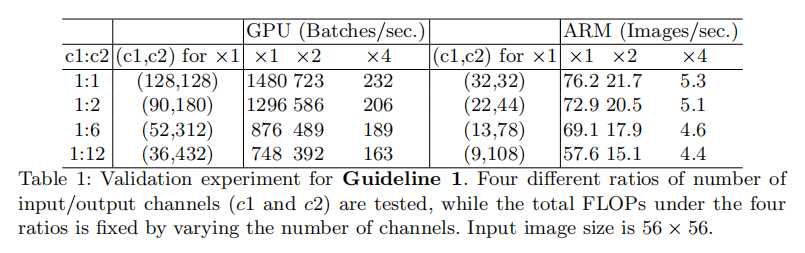 GPU (Batches/sec.) ARM (Images/sec.)
c1:c2 (c1,c2) for ×1 ×1 ×2 ×4 (c1,c2) for ×1 ×1 ×2 ×4
1:1 (128,128) 1480 723 232 (32,32) 76.2 21.7 5.3
1:2 (90,180) 1296 586 206 (22,44) 72.9 20.5 5.1
1:6 (52,312) 876 489 189 (13,78) 69.1 17.9 4.6
1:12 (36,432) 748 392 163 (9,108) 57.6 15.1 4.4
Table 1: Validation experiment for Guideline 1. Four different ratios of number of
input/output channels (c1 and c2) are tested, while the total FLOPs under the four
ratios is fixed by varying the number of channels. Input image size is 56 × 56.